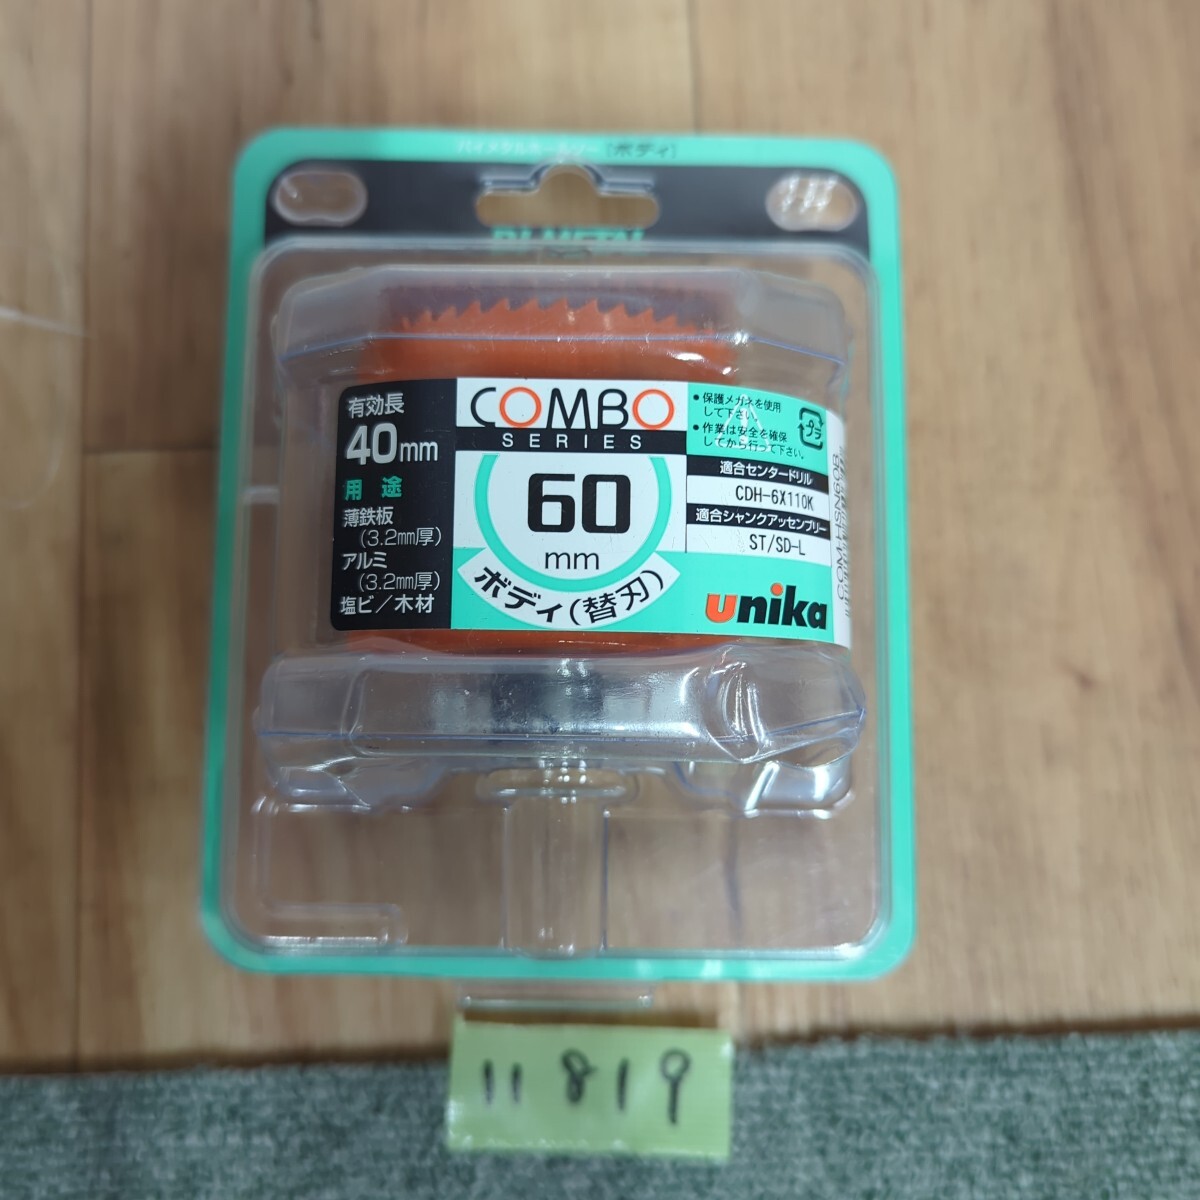 バイメタルホールソー [ボディ]
BI-METAL
有効長
40mm
用途
薄鉄板
(3.2mm厚)
アルミ
(3.2mm厚)
塩ビ／木材
COMBO
SERIES
60
mm
ボディ(替刃)
●保護メガネを使用
して下さい。
●作業は安全を確保
してから行って下さい。
プラ
適合センタードリル
CDH-6X110K
適合シャンクアッセンブリー
ST/SD-L
unika
11819